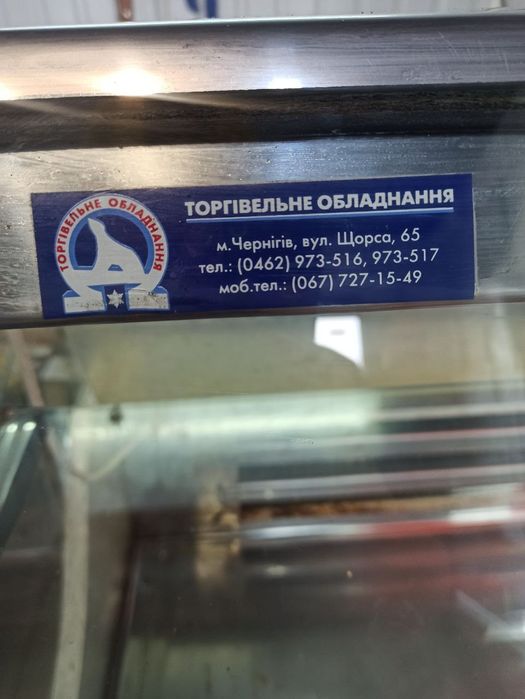 ТОРГІВЕЛЬНЕ ОБЛАДНАННЯ
ТОРГІВЕЛЬНЕ ОБЛАДНАННЯ
м.Чернігів, вул. Щорса, 65
тел.: (0462) 973-516, 973-517
моб.тел.: (067) 727-15-49